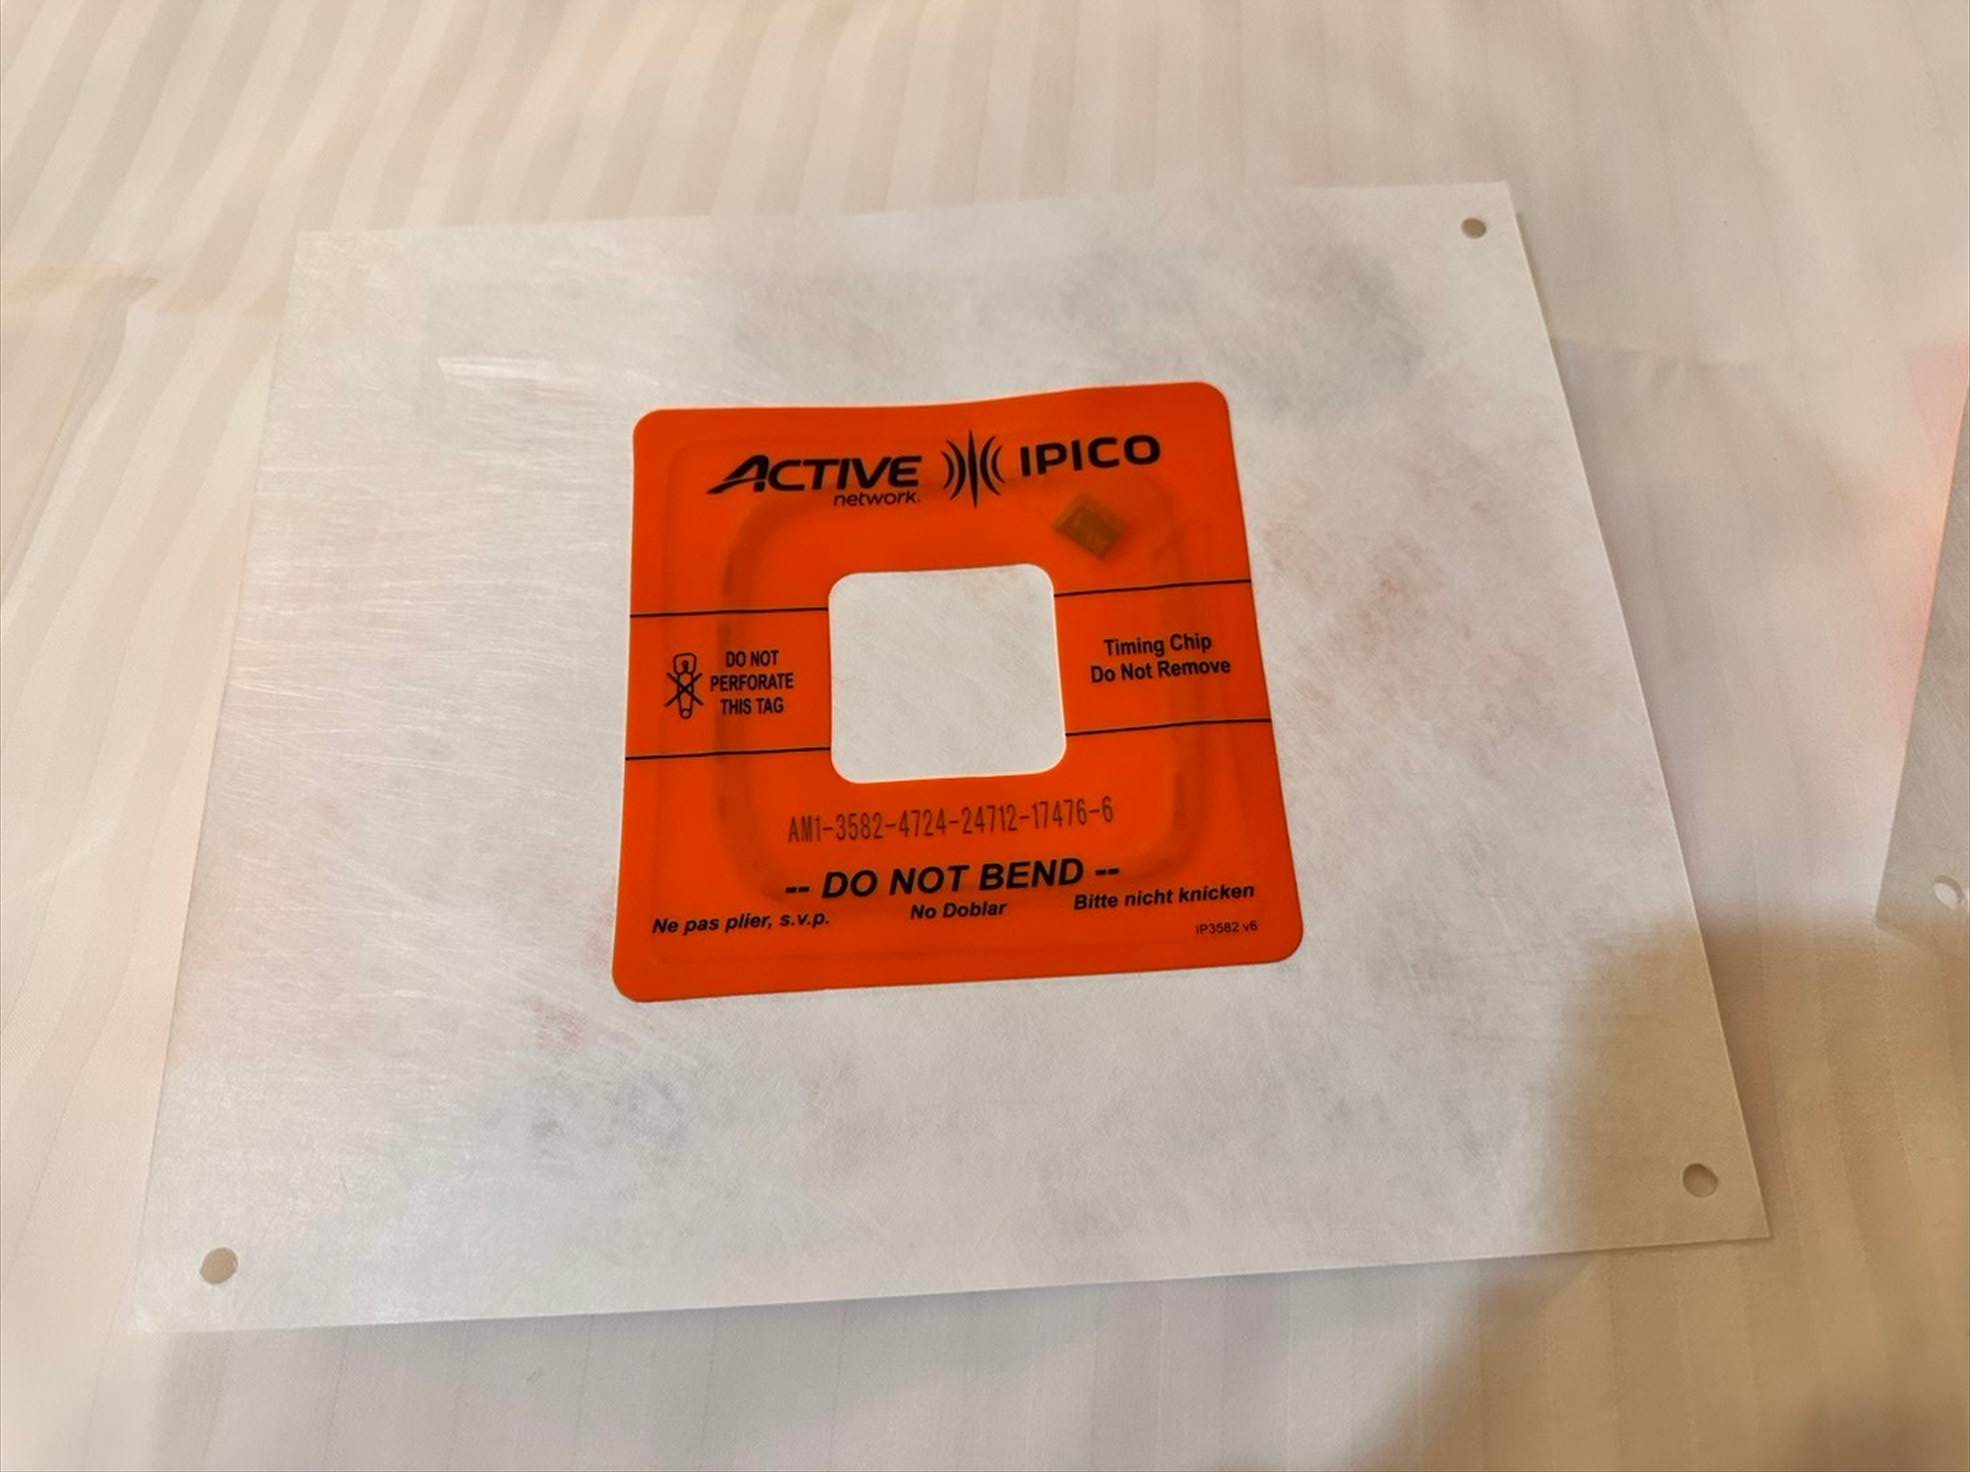 ACTIVE network. IPICO
DO NOT
PERFORATE
THIS TAG
Timing Chip
Do Not Remove
AM1-3582-4724-24712-17476-6
-- DO NOT BEND --
Ne pas plier, s.v.p. No Doblar Bitte nicht knicken
IP3582 v6